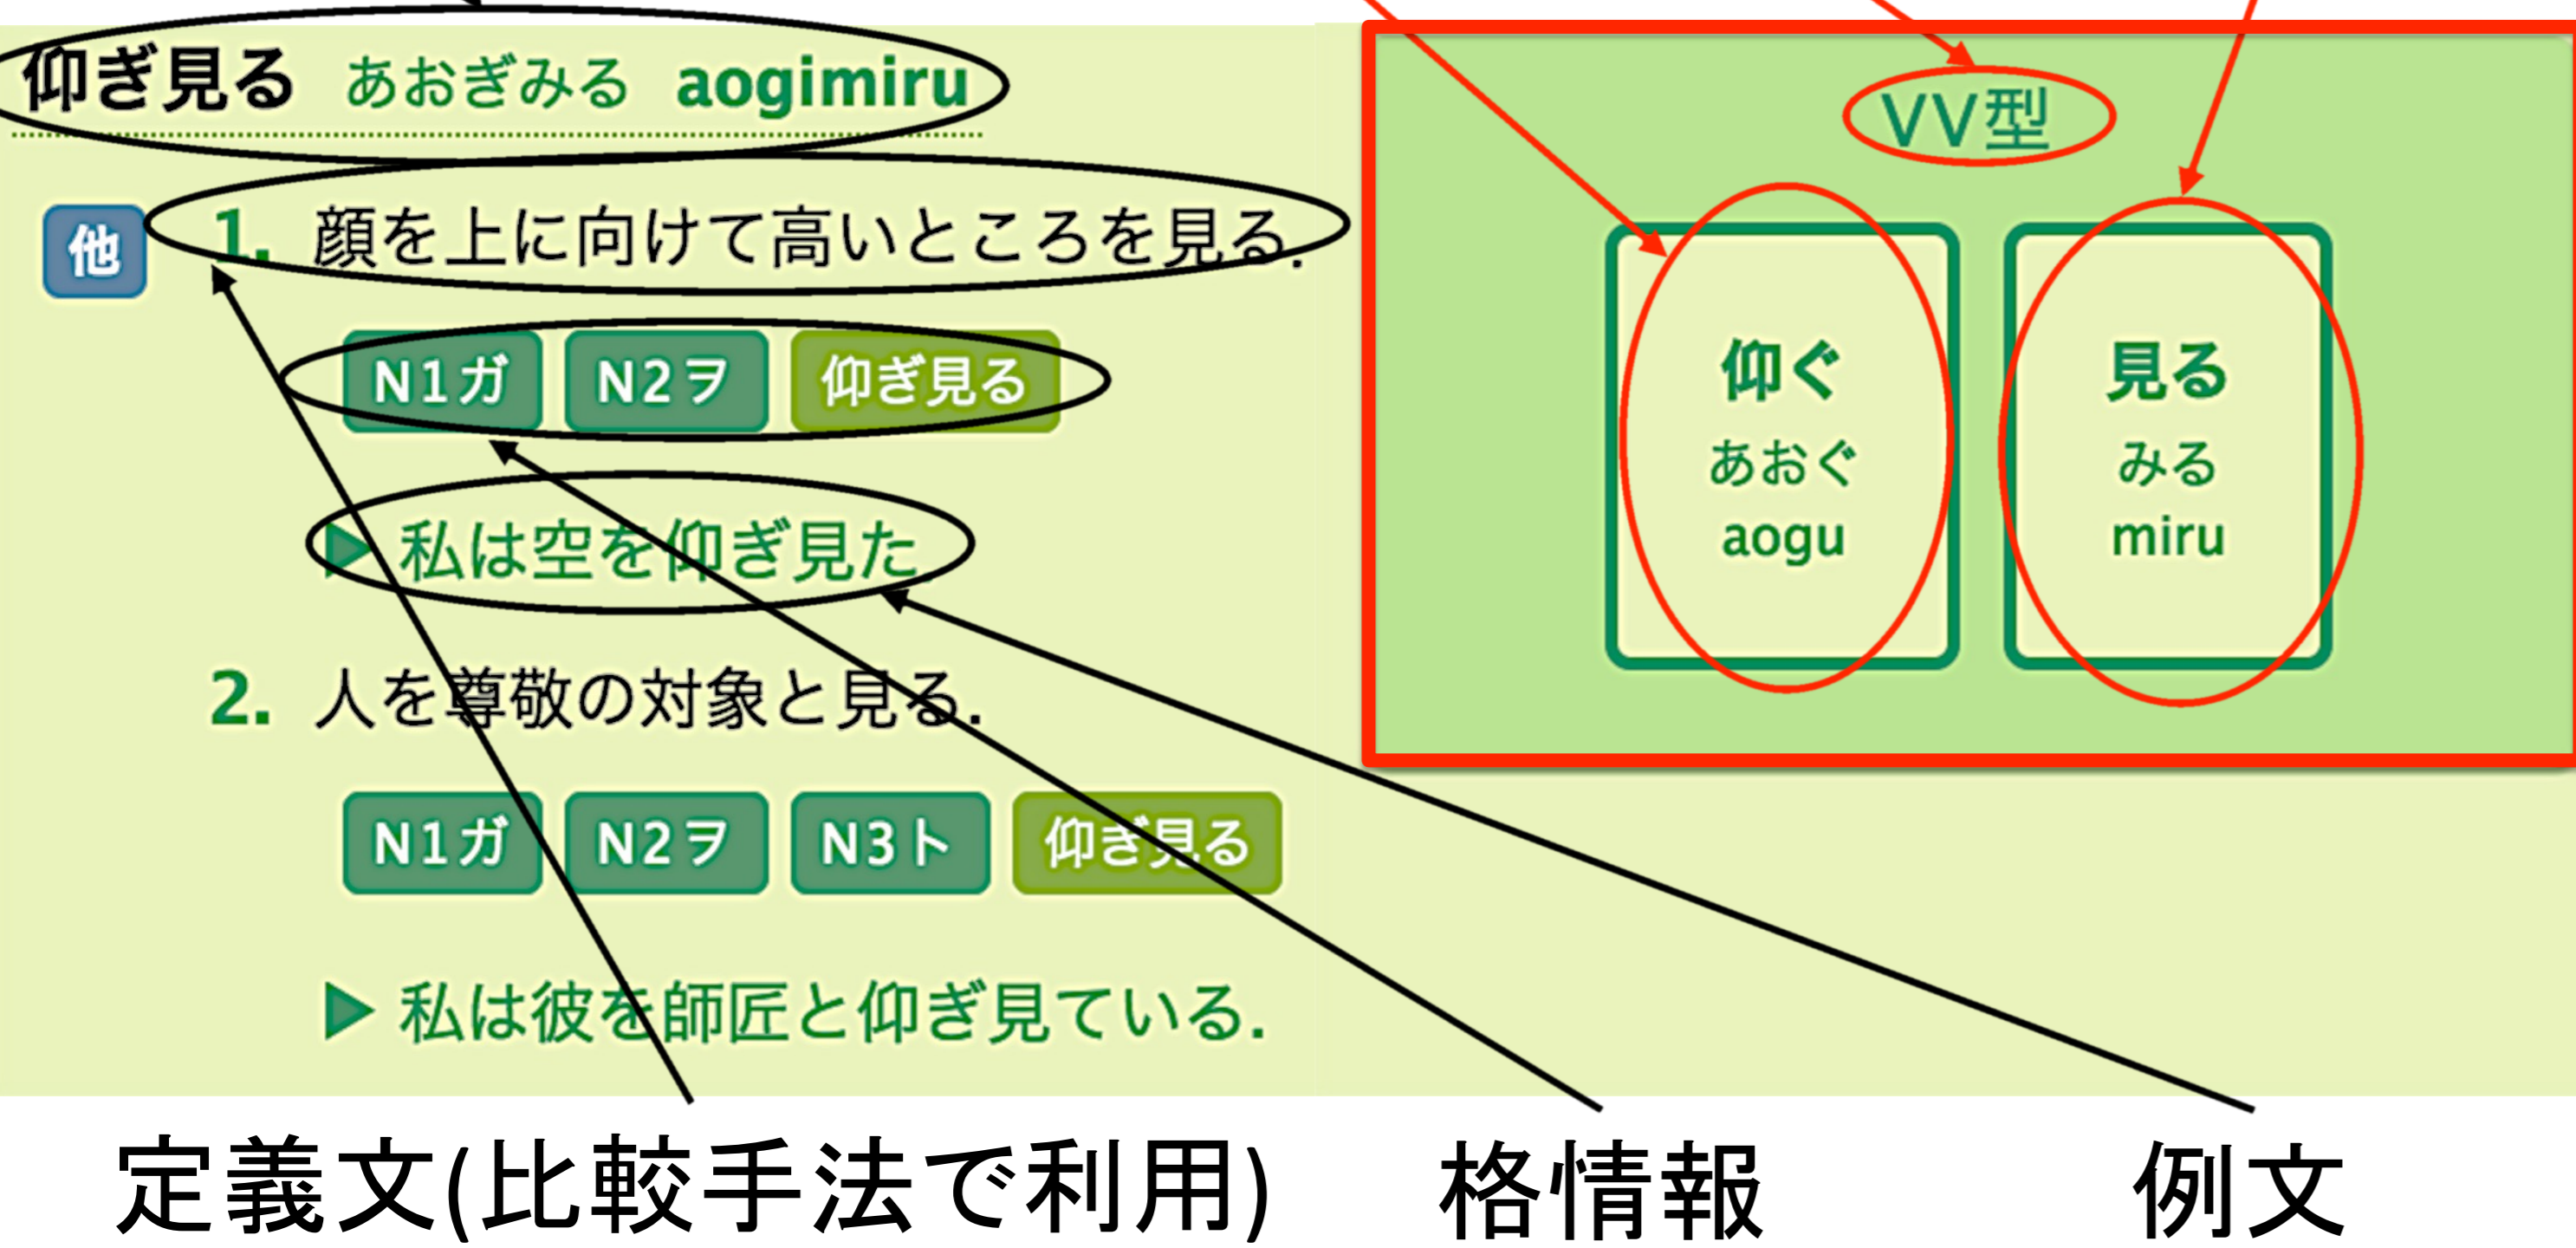 仰ぎ見る あおぎみる aogimiru
他 1. 顔を上に向けて高いところを見る.
N1ガ N2ヲ 仰ぎ見る
▶ 私は空を仰ぎ見た.
2. 人を尊敬の対象と見る.
N1ガ N2ヲ N3ト 仰ぎ見る
▶ 私は彼を師匠と仰ぎ見ている.
VV型
仰ぐ
あおぐ
aogu
見る
みる
miru
定義文(比較手法で利用)
格情報
例文